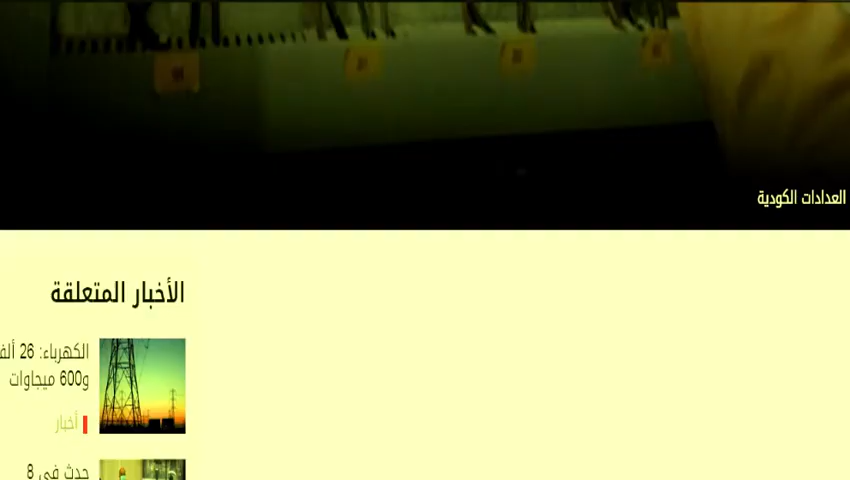 العدادات الكودية
الأخبار المتعلقة
الكهرباء: 26
و600 ميجاوات
أخبار
حدث في 8